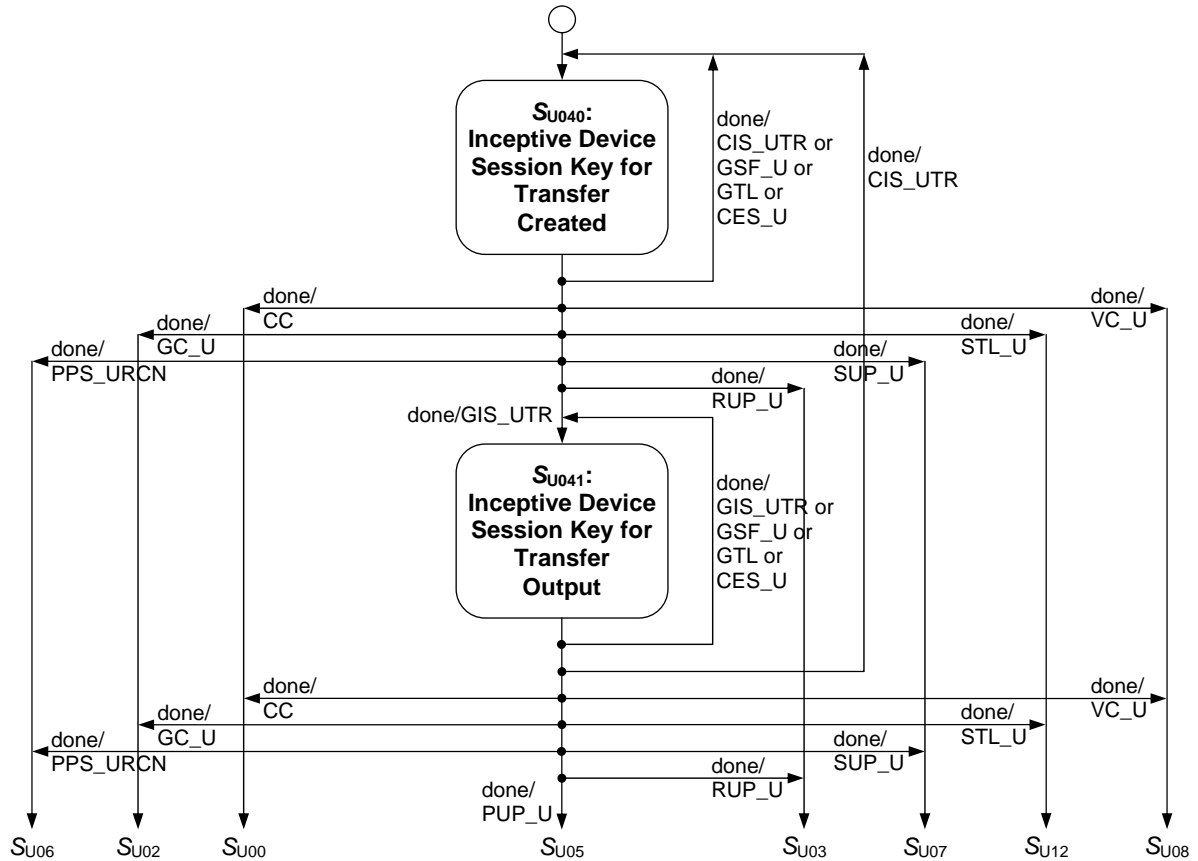 SU040:
Inceptive Device
Session Key for
Transfer
Created
done/
CIS_UTR or
GSF_U or
GTL or
CES_U
done/
CIS_UTR
done/
CC
done/
VC_U
done/
GC_U
done/
STL_U
done/
PPS_URCN
done/
SUP_U
done/
RUP_U
done/GIS_UTR
SU041:
Inceptive Device
Session Key for
Transfer
Output
done/
GIS_UTR or
GSF_U or
GTL or
CES_U
done/
CC
done/
VC_U
done/
GC_U
done/
STL_U
done/
PPS_URCN
done/
SUP_U
done/
RUP_U
done/
PUP_U
SU06
SU02
SU00
SU05
SU03
SU07
SU12
SU08